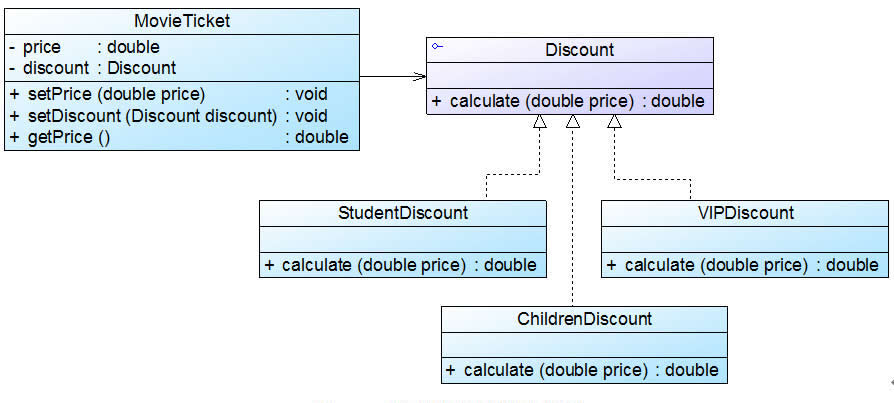 MovieTicket
- price : double
- discount : Discount
+ setPrice (double price) : void
+ setDiscount (Discount discount) : void
+ getPrice () : double
Discount
+ calculate (double price) : double
StudentDiscount
+ calculate (double price) : double
VIPDiscount
+ calculate (double price) : double
ChildrenDiscount
+ calculate (double price) : double